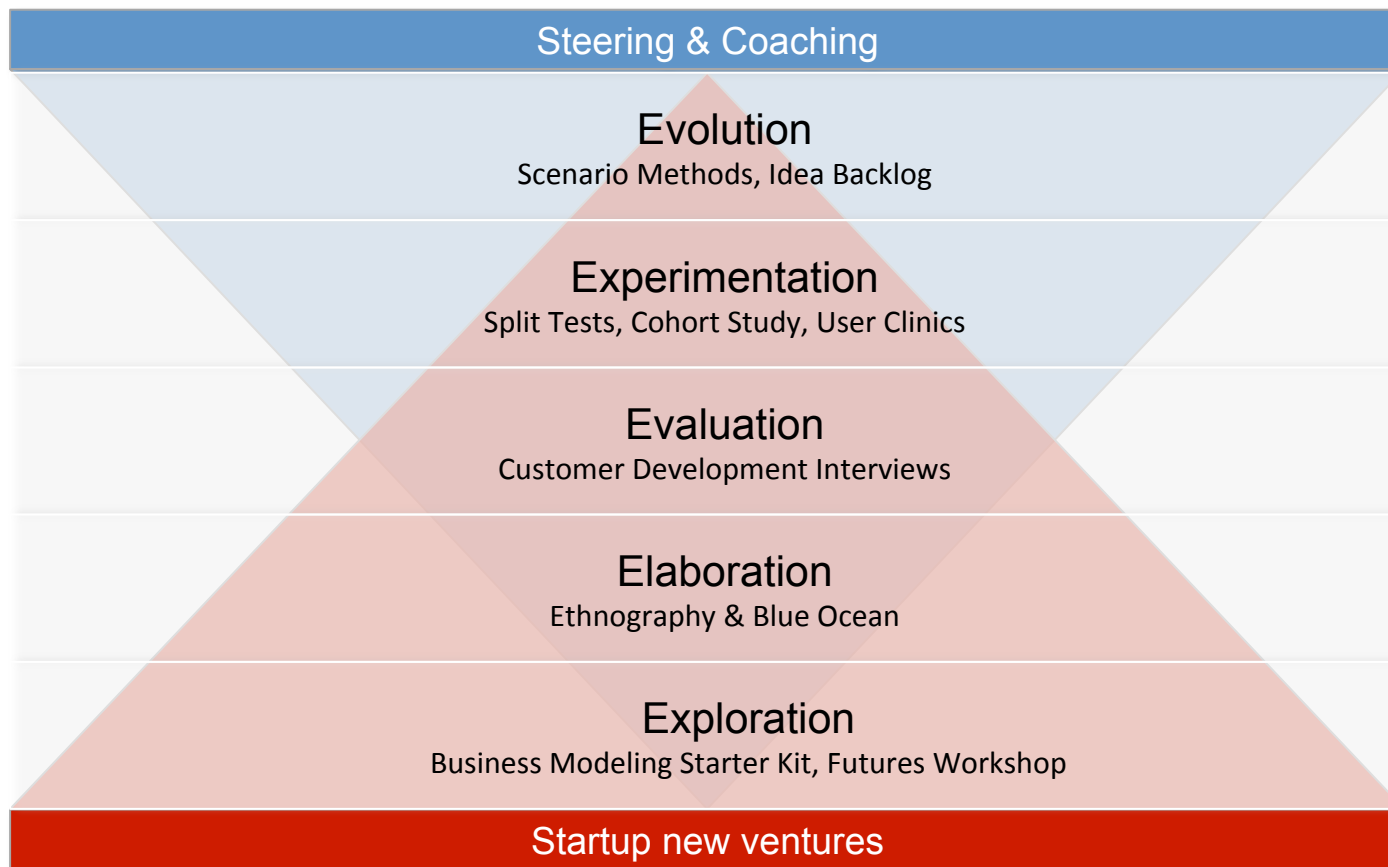 Steering & Coaching
Evolution
Scenario Methods, Idea Backlog
Experimentation
Split Tests, Cohort Study, User Clinics
Evaluation
Customer Development Interviews
Elaboration
Ethnography & Blue Ocean
Exploration
Business Modeling Starter Kit, Futures Workshop
Startup new ventures